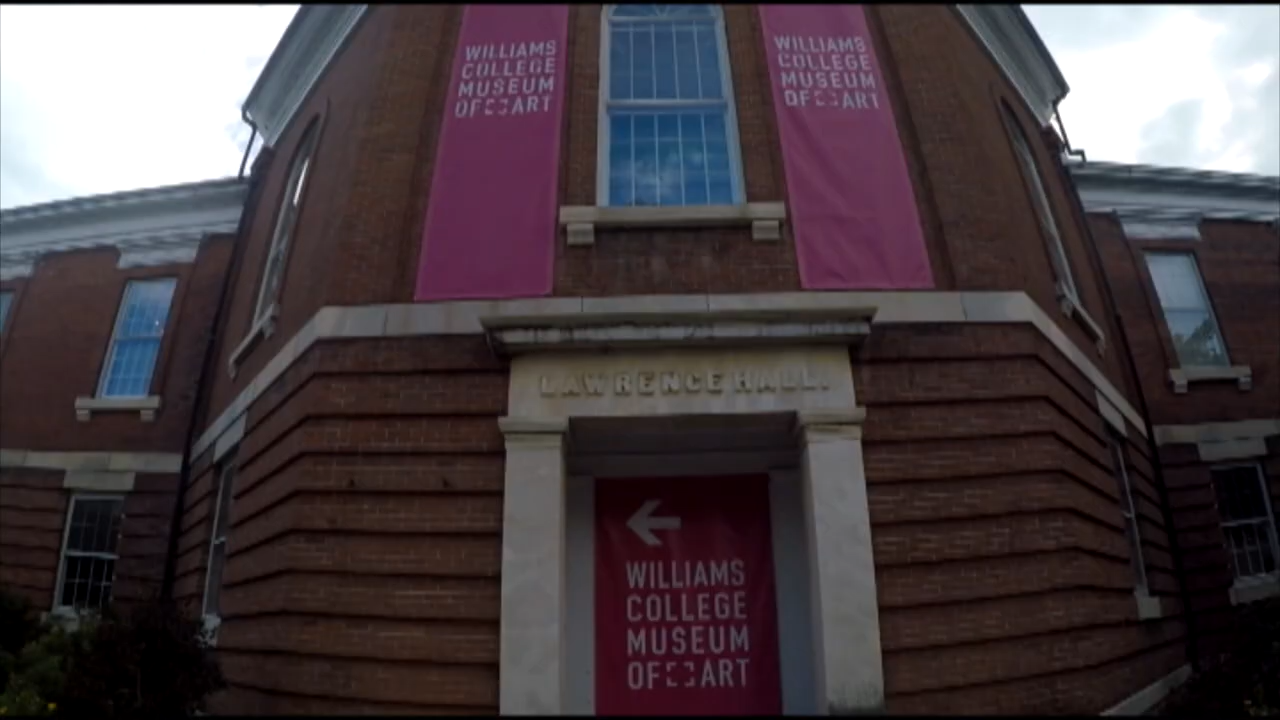 WILLIAMS
COLLEGE
MUSEUM
OF ART
WILLIAMS
COLLEGE
MUSEUM
OF ART
LAWRENCE HALL.
WILLIAMS
COLLEGE
MUSEUM
OF ART